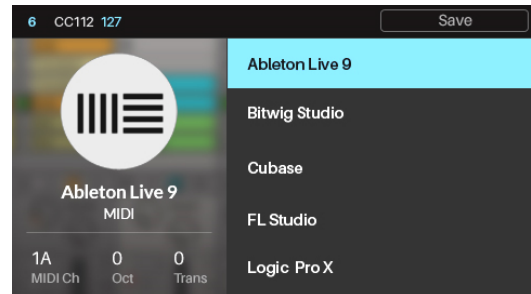 6 CC112 127 Save
Ableton Live 9
Bitwig Studio
Cubase
FL Studio
Logic Pro X
Ableton Live 9
MIDI
1A 0 0
MIDI Ch Oct Trans